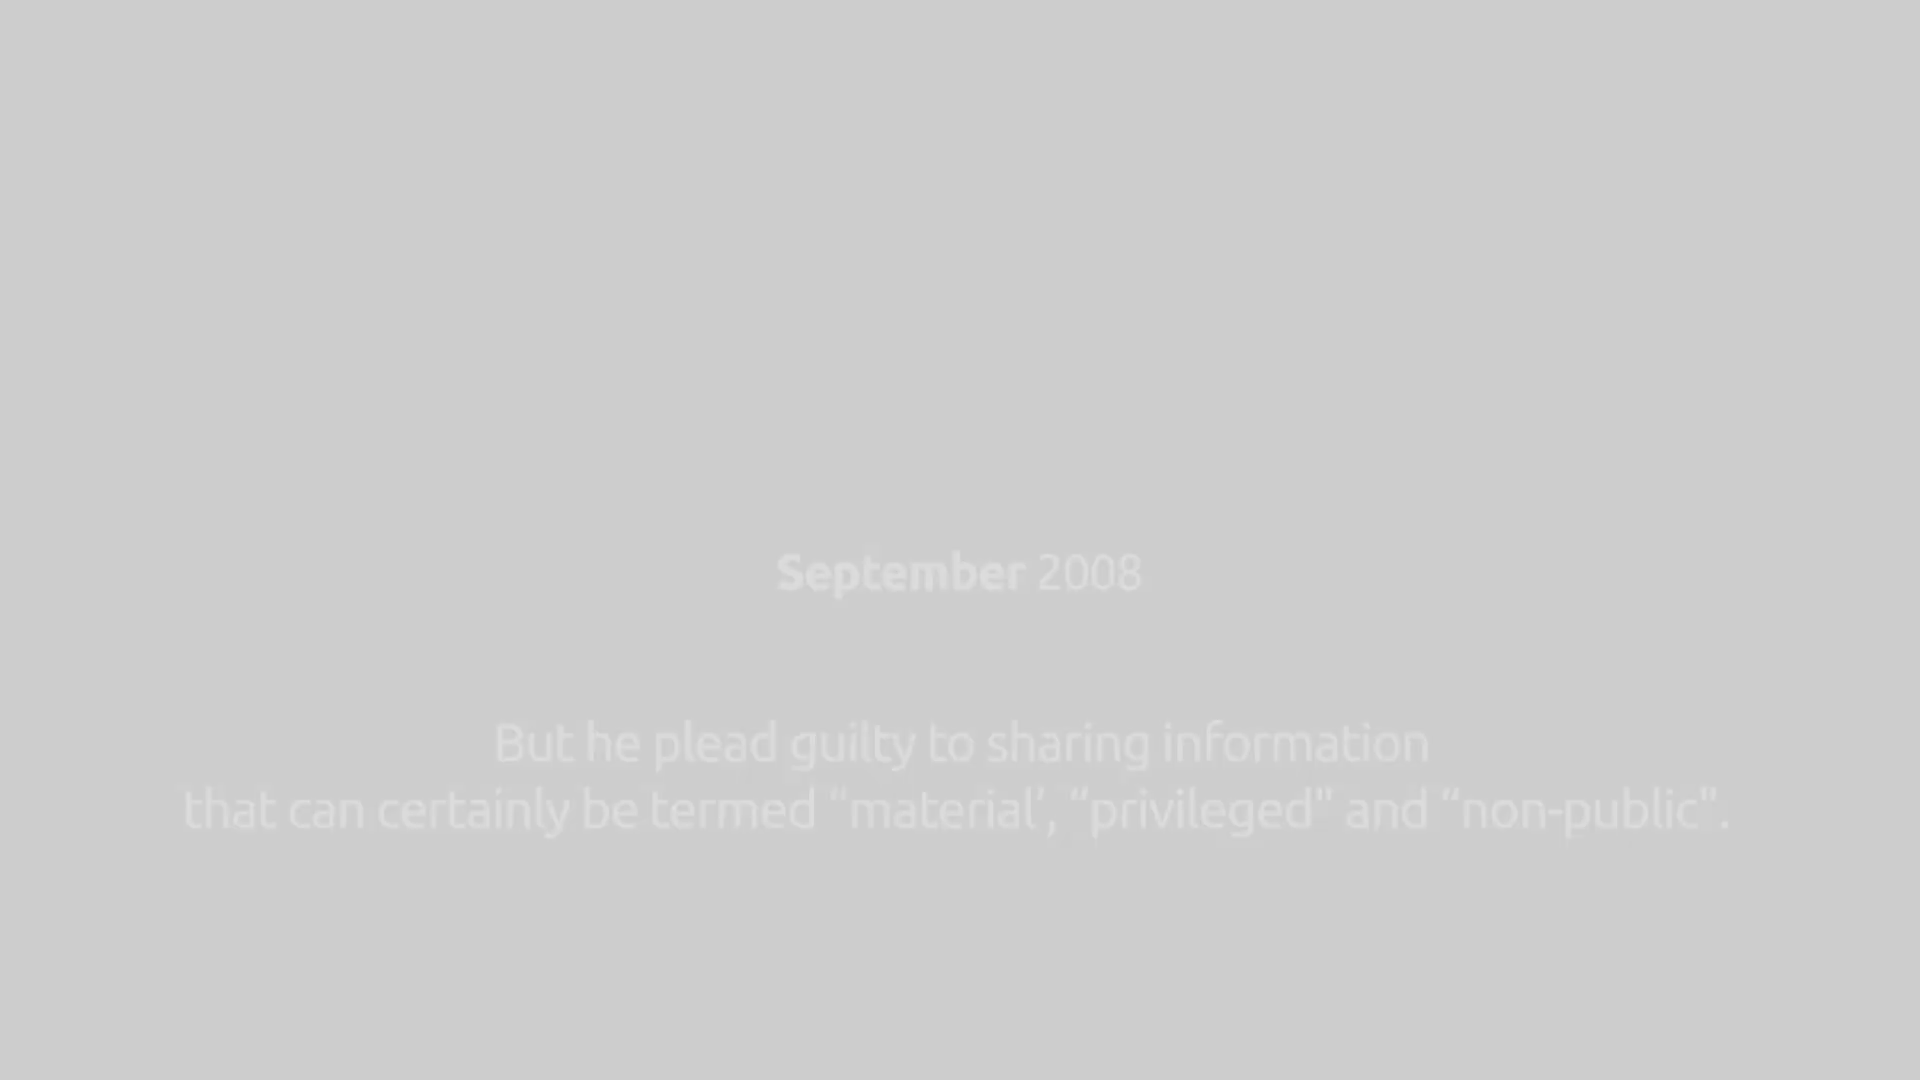 September 2008
But he plead guilty to sharing information
that can certainly be termed “material’, “privileged" and “non-public".